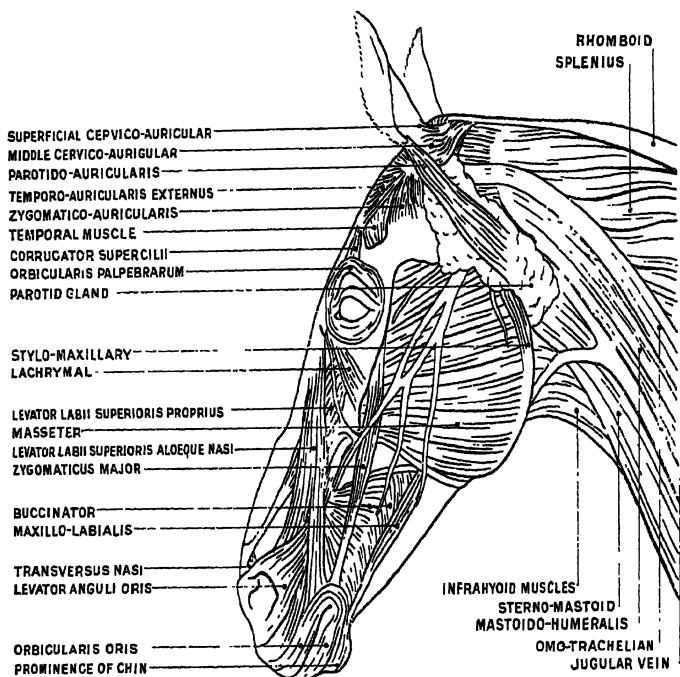 RHOMBOID
SPLENIUS
SUPERFICIAL CEPVICO-AURICULAR
MIDDLE CERVICO-AURIGULAR
PAROTIDO-AURICULARIS
TEMPORO-AURICULARIS EXTERNUS
ZYGOMATICO-AURICULARIS
TEMPORAL MUSCLE
CORRUGATOR SUPERCILII
ORBICULARIS PALPEBRARUM
PAROTID GLAND
STYLO-MAXILLARY
LACHRYMAL
LEVATOR LABII SUPERIORIS PROPRIUS
MASSETER
LEVATOR LABII SUPERIORIS ALOEQUE NASI
ZYGOMATICUS MAJOR
BUCCINATOR
MAXILLO-LABIALIS
TRANSVERSUS NASI
LEVATOR ANGULI ORIS
ORBICULARIS ORIS
PROMINENCE OF CHIN
INFRAHYOID MUSCLES
STERNO-MASTOID
MASTOIDO-HUMERALIS
OMO-TRACHELIAN
JUGULAR VEIN